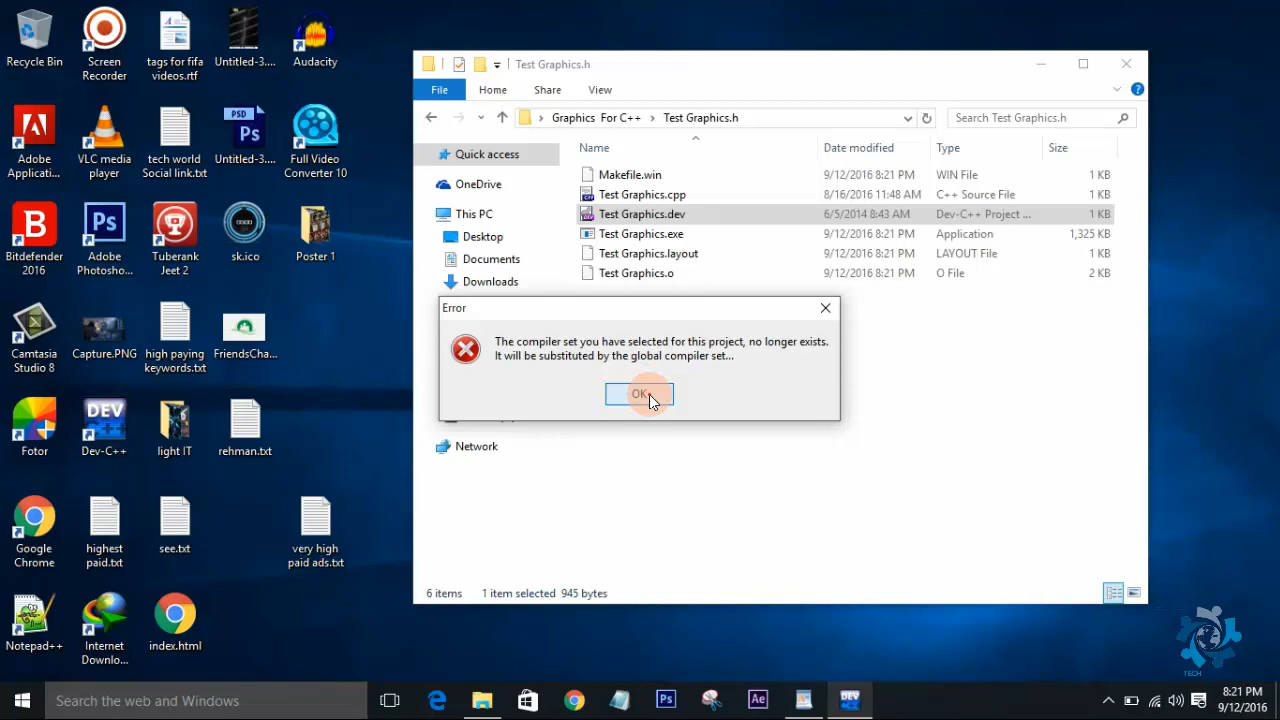 Recycle Bin
Screen
Recorder
tags for fifa
videos.rtf
Untitled-3....
Audacity
Adobe
Applicati...
VLC media
player
tech world
Social link.txt
PSD
Ps
Untitled-3....
Full Video
Converter 10
B
Bitdefender
2016
Ps
Adobe
Photosho...
Tuberank
Jeet 2
sk.ico
Poster 1
Camtasia
Studio 8
Capture.PNG
high paying
keywords.txt
FriendsCha...
Fotor
DEV
Dev-C++
light IT
rehman.txt
Google
Chrome
highest
paid.txt
see.txt
very high
paid ads.txt
Notepad++
Internet
Downlo...
index.html
Test Graphics.h
File
Home
Share
View
Graphics For C++
Test Graphics.h
Search Test Graphics.h
Name
Date modified
Type
Size
Quick access
OneDrive
This PC
Desktop
Documents
Downloads
Network
Makefile.win 9/12/2016 8:21 PM WIN File 1 KB
Test Graphics.cpp 8/16/2016 11:48 AM C++ Source File 1 KB
Test Graphics.dev 6/5/2014 8:43 AM Dev-C++ Project ... 1 KB
Test Graphics.exe 9/12/2016 8:21 PM Application 1,325 KB
Test Graphics.layout 9/12/2016 8:21 PM LAYOUT File 1 KB
Test Graphics.o 9/12/2016 8:21 PM O File 2 KB
Error
The compiler set you have selected for this project, no longer exists.
It will be substituted by the global compiler set...
OK
6 items 1 item selected 945 bytes
TECH
Search the web and Windows
Ps
Ae
DEV
8:21 PM
9/12/2016